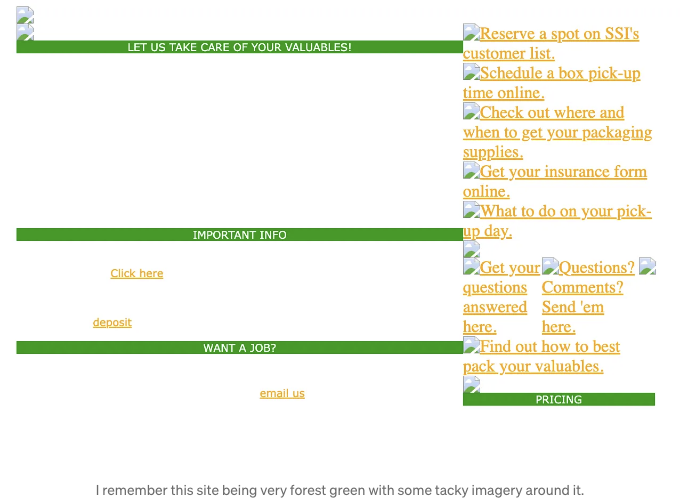 LET US TAKE CARE OF YOUR VALUABLES!
IMPORTANT INFO
Click here
deposit
WANT A JOB?
email us
Reserve a spot on SSI's
customer list.
Schedule a box pick-up
time online.
Check out where and
when to get your packaging
supplies.
Get your insurance form
online.
What to do on your pick-
up day.
Get your
questions
answered
here.
Questions?
Comments?
Send 'em
here.
Find out how to best
pack your valuables.
PRICING
I remember this site being very forest green with some tacky imagery around it.